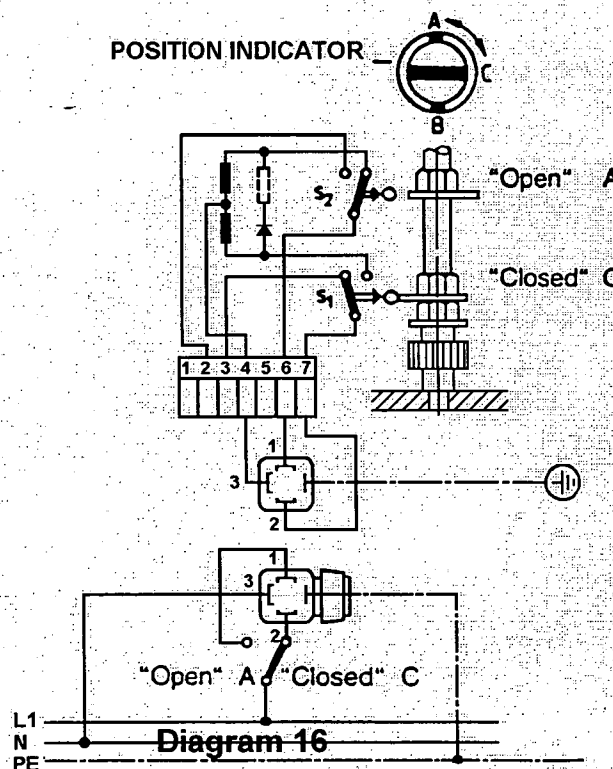 A
POSITION INDICATOR
C
B
"Open" A
S2
"Closed" C
S1
1 2 3 4 5 6 7
1
3
2
1
3
2
"Open" A "Closed" C
L1
N
Diagram 16
PE